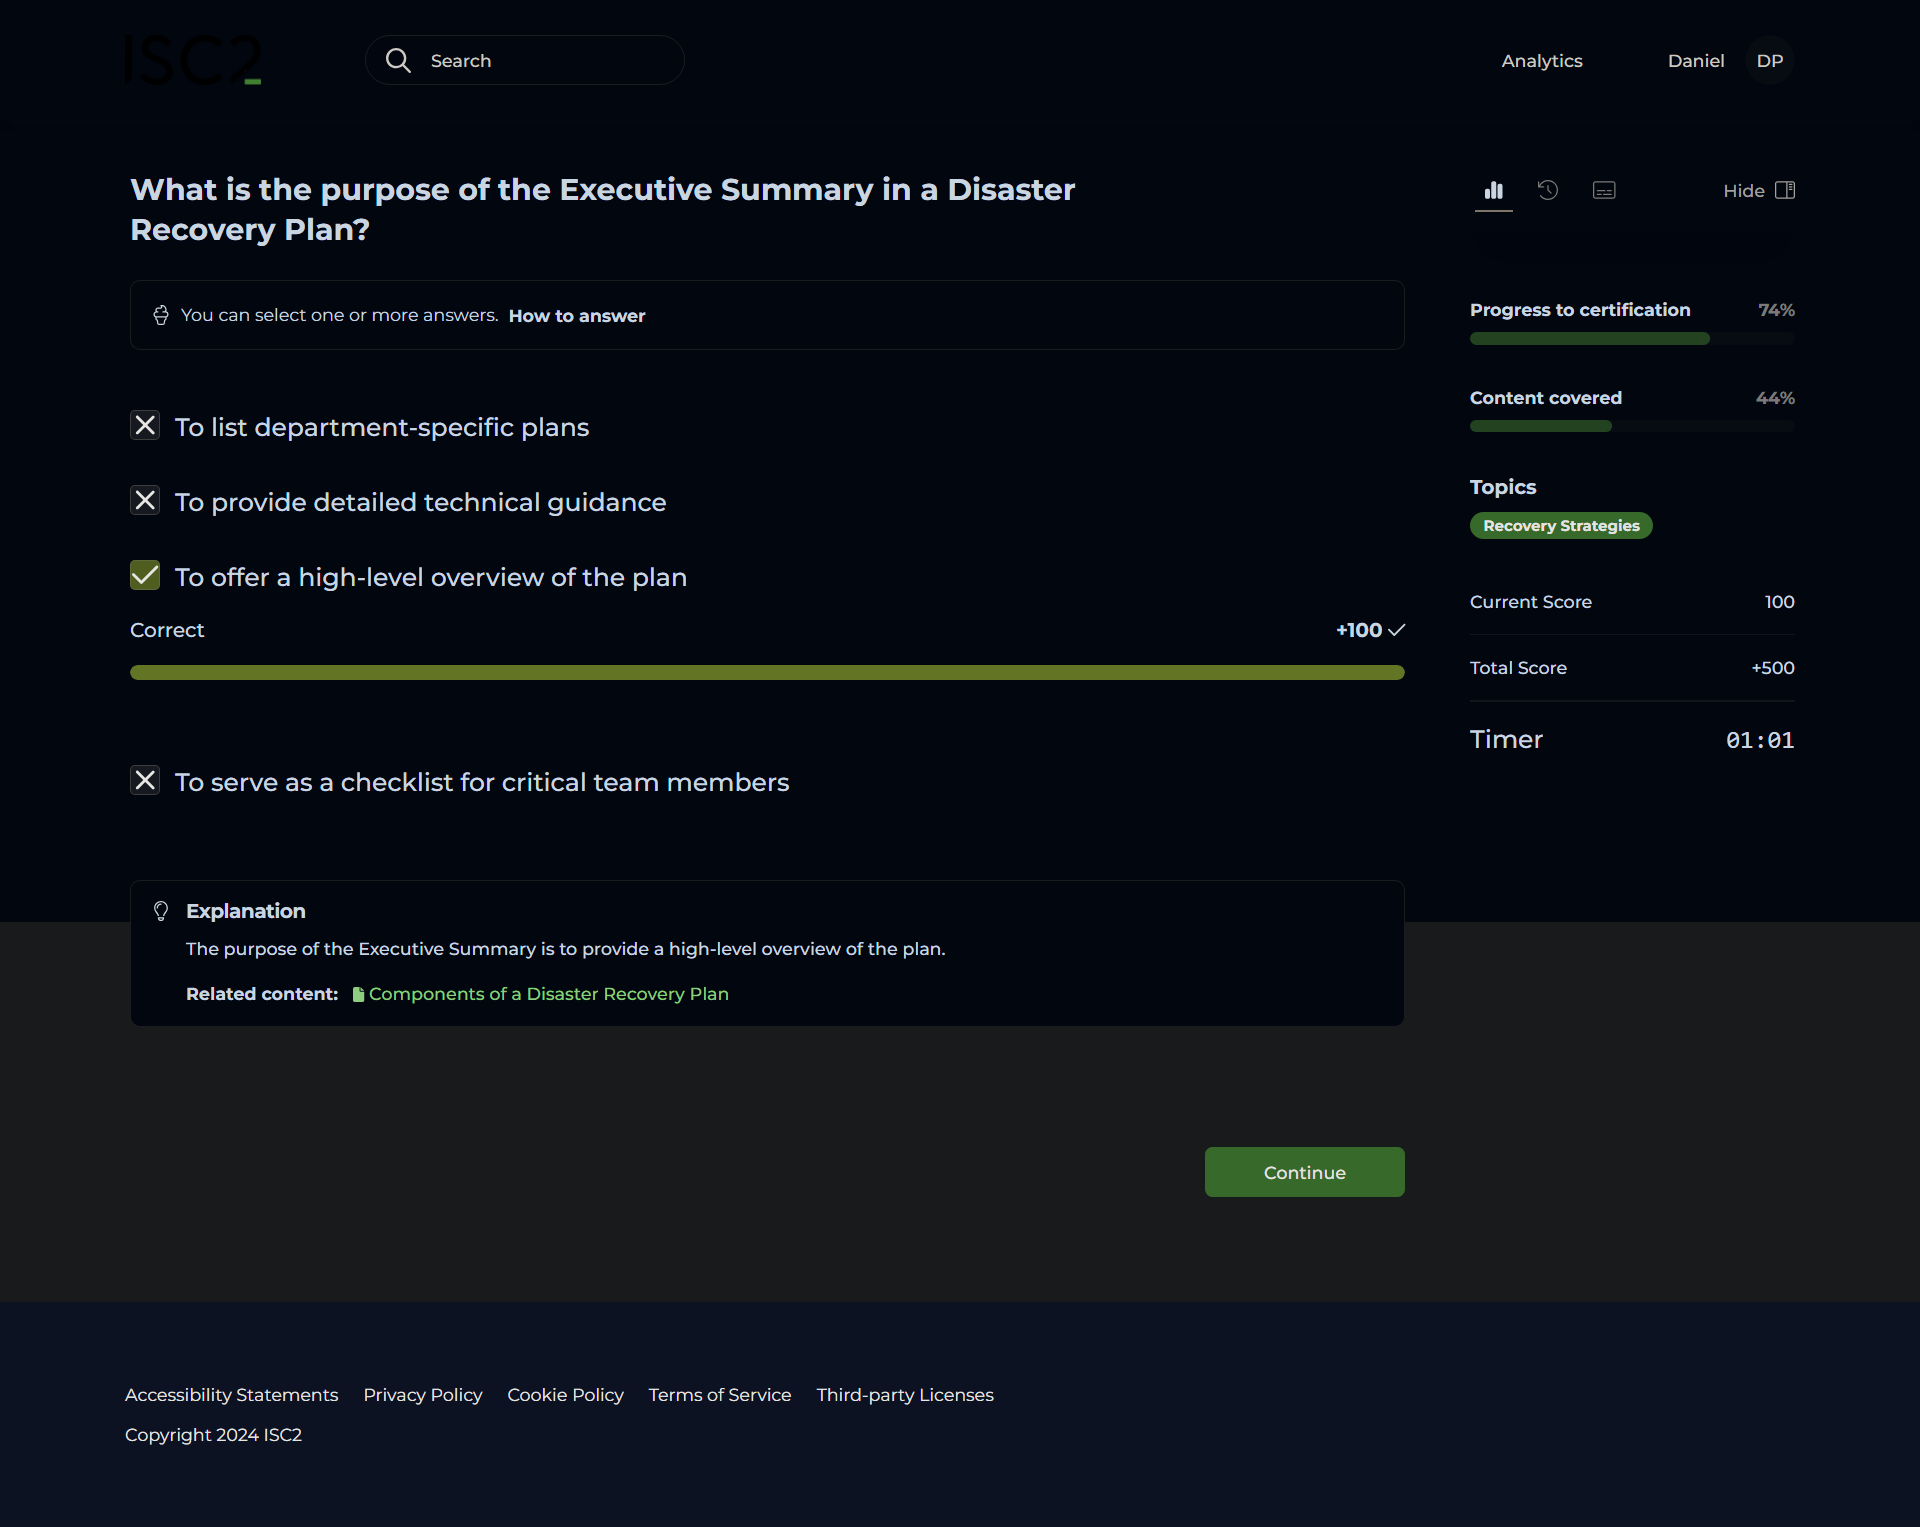 ISC2
Search
Analytics
Daniel
DP
What is the purpose of the Executive Summary in a Disaster
Recovery Plan?
Hide
You can select one or more answers. How to answer
Progress to certification 74%
Content covered 44%
To list department-specific plans
To provide detailed technical guidance
To offer a high-level overview of the plan
Correct +100
To serve as a checklist for critical team members
Topics
Recovery Strategies
Current Score 100
Total Score +500
Timer 01:01
Explanation
The purpose of the Executive Summary is to provide a high-level overview of the plan.
Related content: Components of a Disaster Recovery Plan
Continue
Accessibility Statements Privacy Policy Cookie Policy Terms of Service Third-party Licenses
Copyright 2024 ISC2